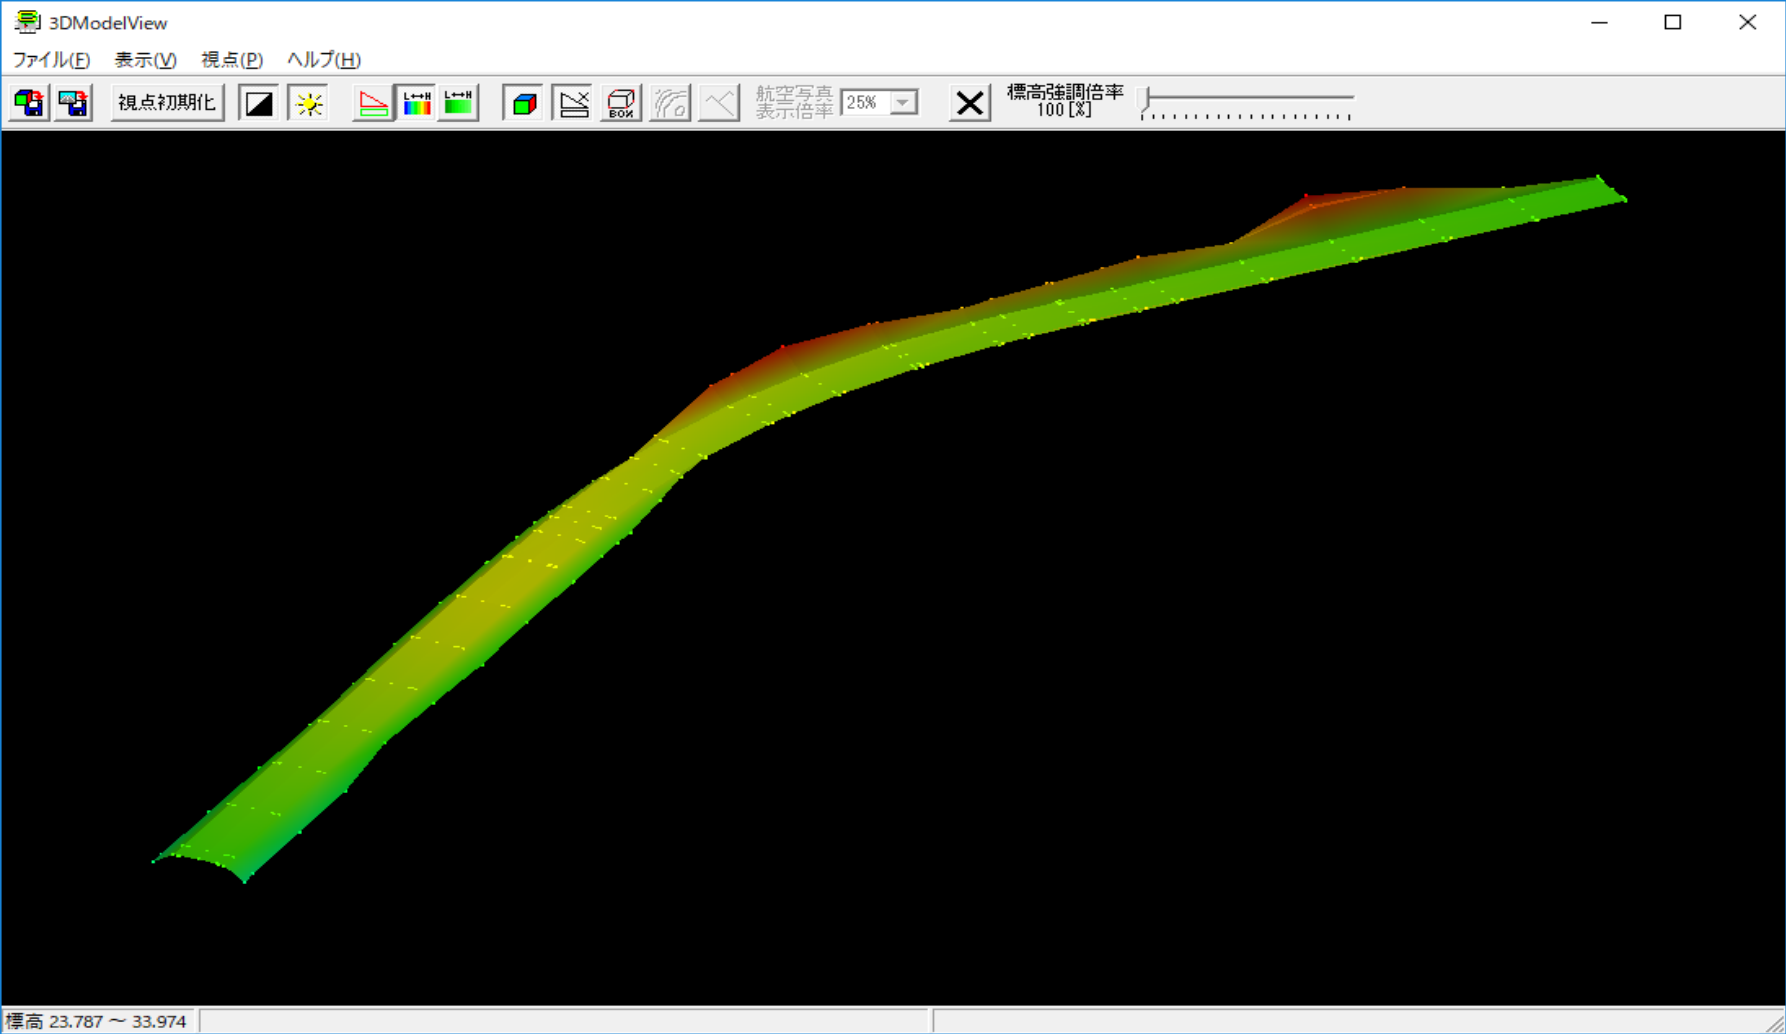 3DModelView
ファイル(F) 表示(V) 視点(P) ヘルプ(H)
視点初期化
L↔H
L↔H
BOX
航空写真
表示倍率
25%
標高強調倍率
100 [%]
標高 23.787 ～ 33.974